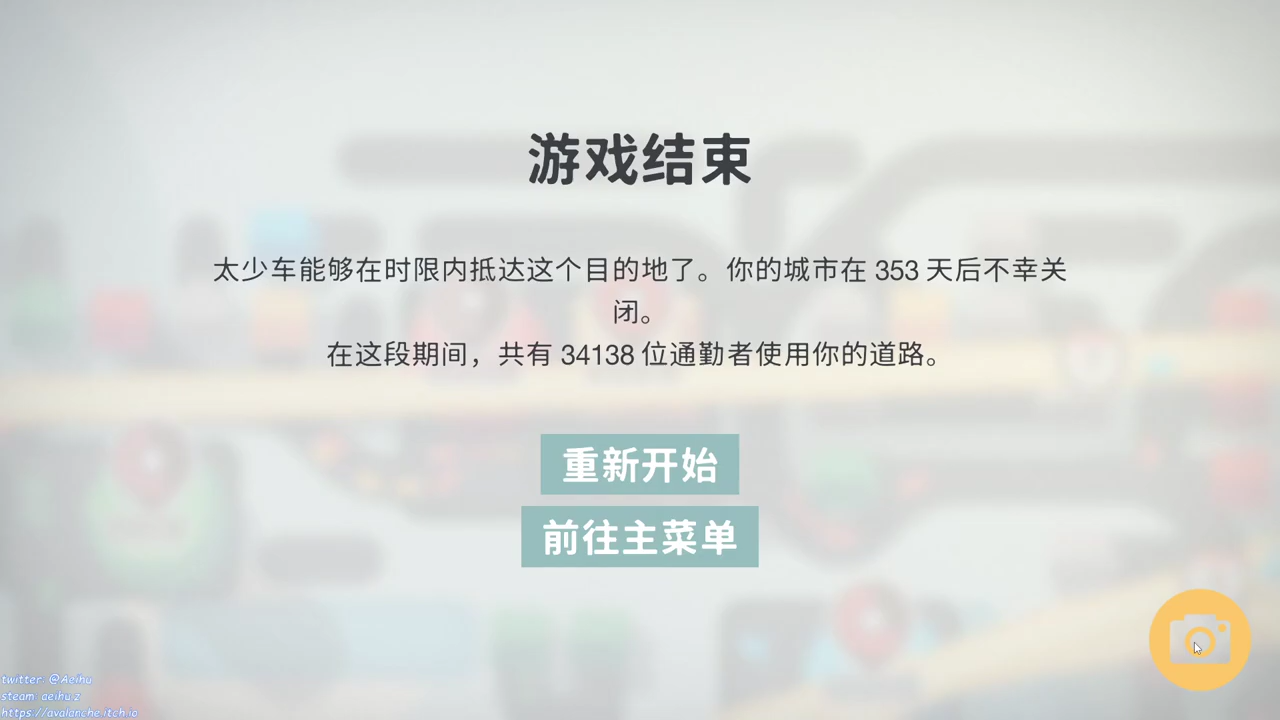 游戏结束
太少车能够在时限内抵达这个目的地了。你的城市在 353 天后不幸关
闭。
在这段期间，共有 34138 位通勤者使用你的道路。
重新开始
前往主菜单
twitter: @Aeihu
steam: aeihu.z
https://avalanche.itch.io